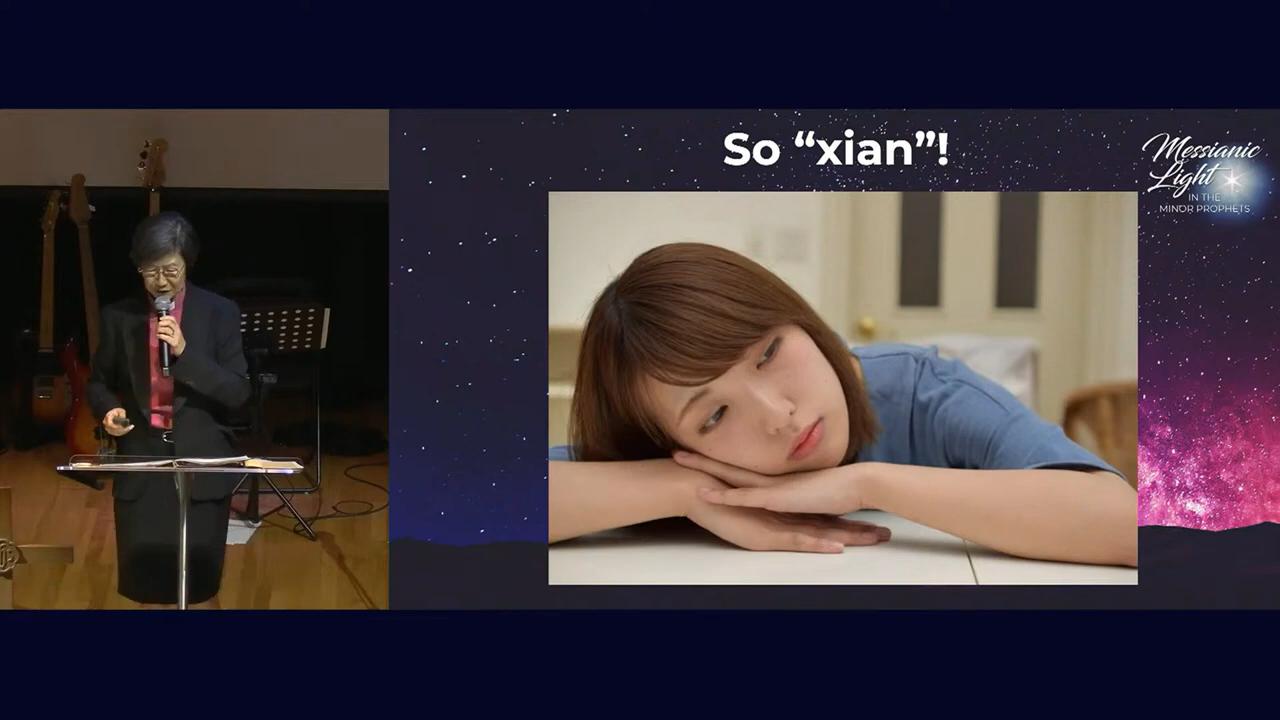 So “xian”!
Messianic
Light
IN THE
MINOR PROPHETS